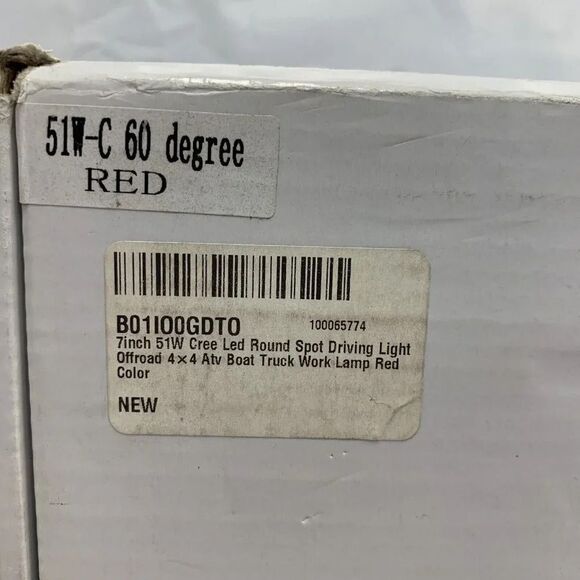 51W-C 60 degree
RED
B01IO0GDTO 100065774
7inch 51W Cree Led Round Spot Driving Light
Offroad 4×4 Atv Boat Truck Work Lamp Red
Color
NEW